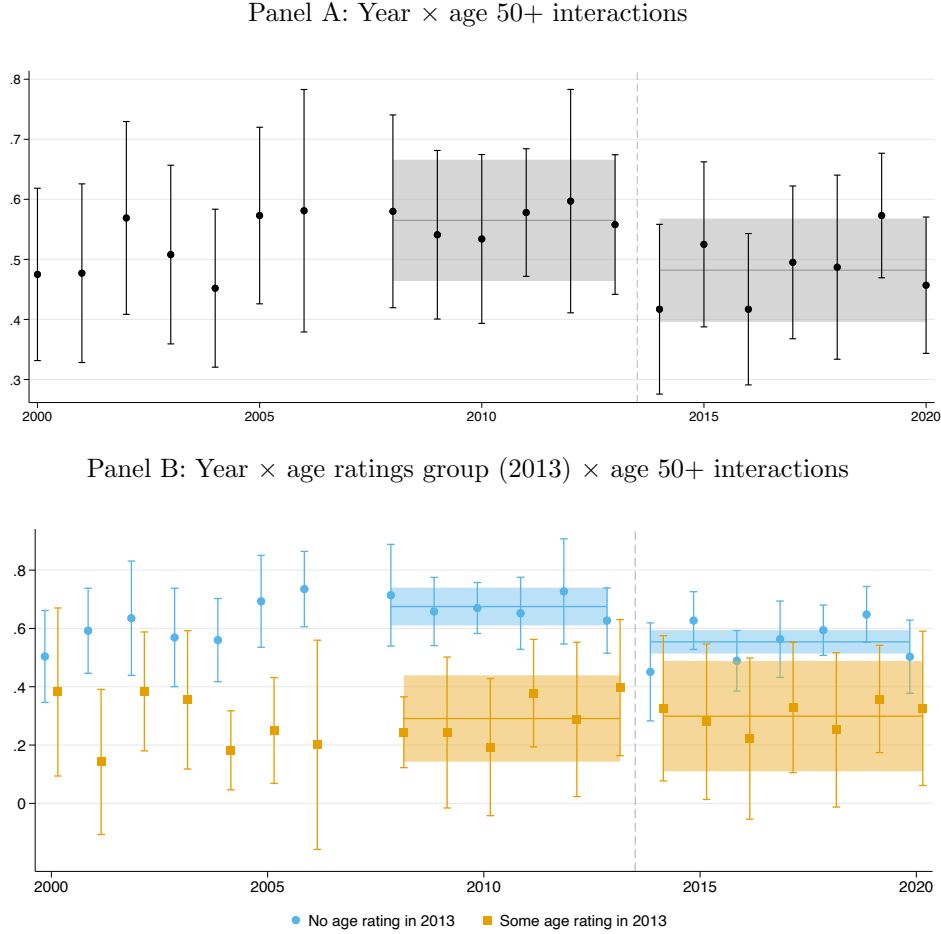 Panel A: Year × age 50+ interactions
.8
.7
.6
.5
.4
.3
2000 2005 2010 2015 2020
Panel B: Year × age ratings group (2013) × age 50+ interactions
.8
.6
.4
.2
0
2000 2005 2010 2015 2020
No age rating in 2013 Some age rating in 2013